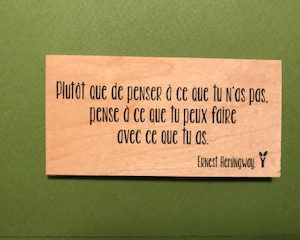 Plutôt que de penser à ce que tu n'as pas,
pense à ce que tu peux faire
avec ce que tu as.
Ernest Hemingway